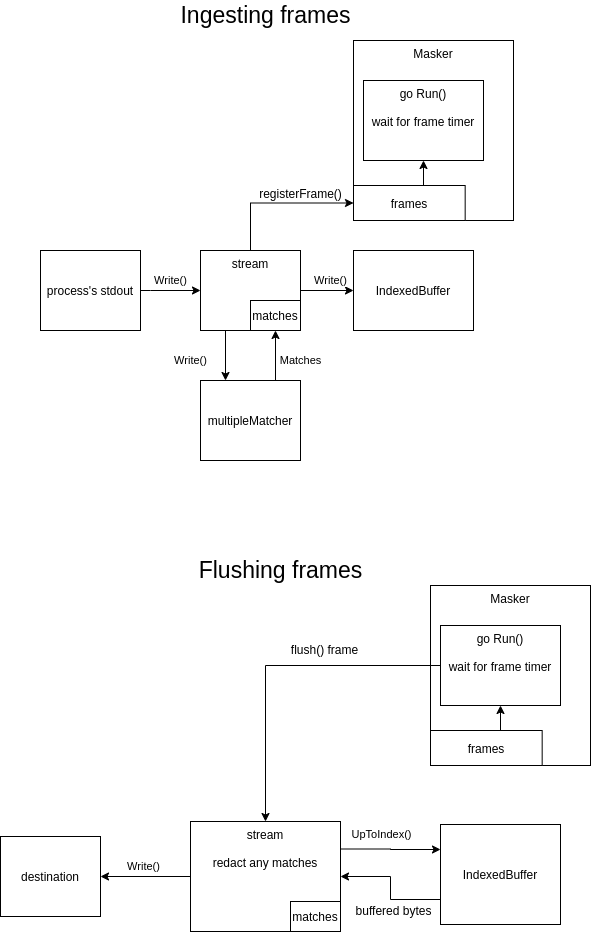 Ingesting frames
Masker
go Run()
wait for frame timer
registerFrame()
frames
stream
process's stdout
Write()
Write()
IndexedBuffer
matches
Write()
Matches
multipleMatcher
Flushing frames
Masker
go Run()
flush() frame
wait for frame timer
frames
stream
UpToIndex()
redact any matches
Write()
destination
IndexedBuffer
buffered bytes
matches